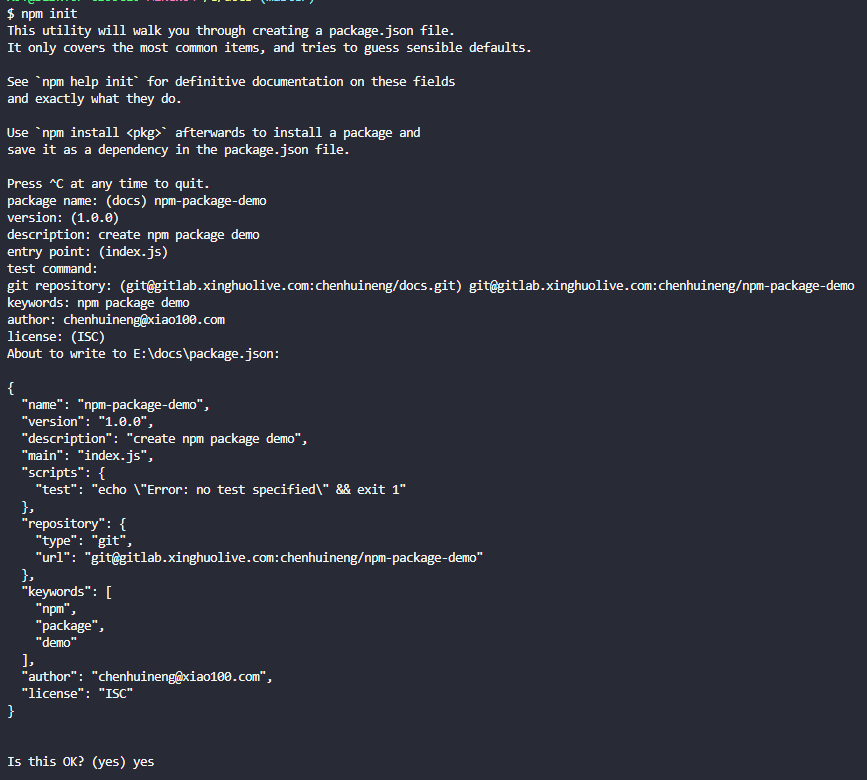 $ npm init
This utility will walk you through creating a package.json file.
It only covers the most common items, and tries to guess sensible defaults.
See `npm help init` for definitive documentation on these fields
and exactly what they do.
Use `npm install <pkg>` afterwards to install a package and
save it as a dependency in the package.json file.
Press ^C at any time to quit.
package name: (docs) npm-package-demo
version: (1.0.0)
description: create npm package demo
entry point: (index.js)
test command:
git repository: (git@gitlab.xinghuolive.com:chenhuineng/docs.git) git@gitlab.xinghuolive.com:chenhuineng/npm-package-demo
keywords: npm package demo
author: chenhuineng@xiao100.com
license: (ISC)
About to write to E:\docs\package.json:
{
  "name": "npm-package-demo",
  "version": "1.0.0",
  "description": "create npm package demo",
  "main": "index.js",
  "scripts": {
    "test": "echo \"Error: no test specified\" && exit 1"
  },
  "repository": {
    "type": "git",
    "url": "git@gitlab.xinghuolive.com:chenhuineng/npm-package-demo"
  },
  "keywords": [
    "npm",
    "package",
    "demo"
  ],
  "author": "chenhuineng@xiao100.com",
  "license": "ISC"
}
Is this OK? (yes) yes